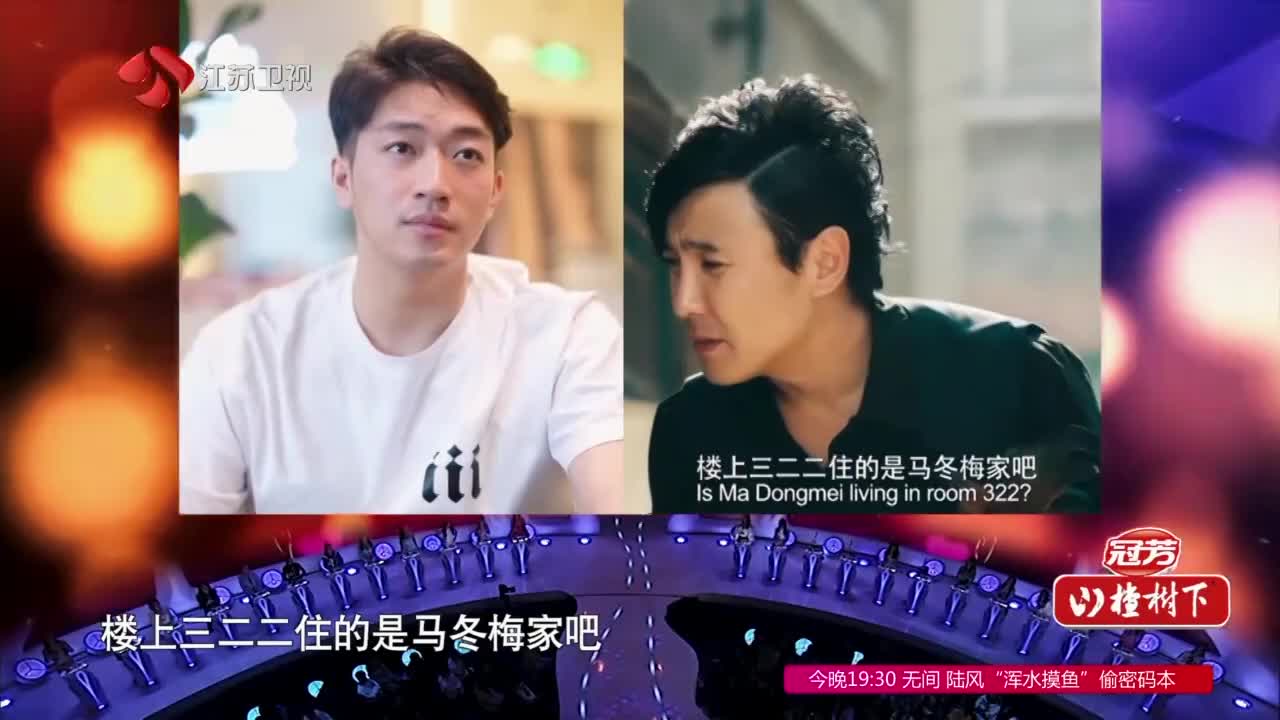 江苏卫视
iii
楼上三二二住的是马冬梅家吧
Is Ma Dongmei living in room 322?
冠芳
山楂树下
楼上三二二住的是马冬梅家吧
今晚19:30 无间 陆风“浑水摸鱼”偷密码本